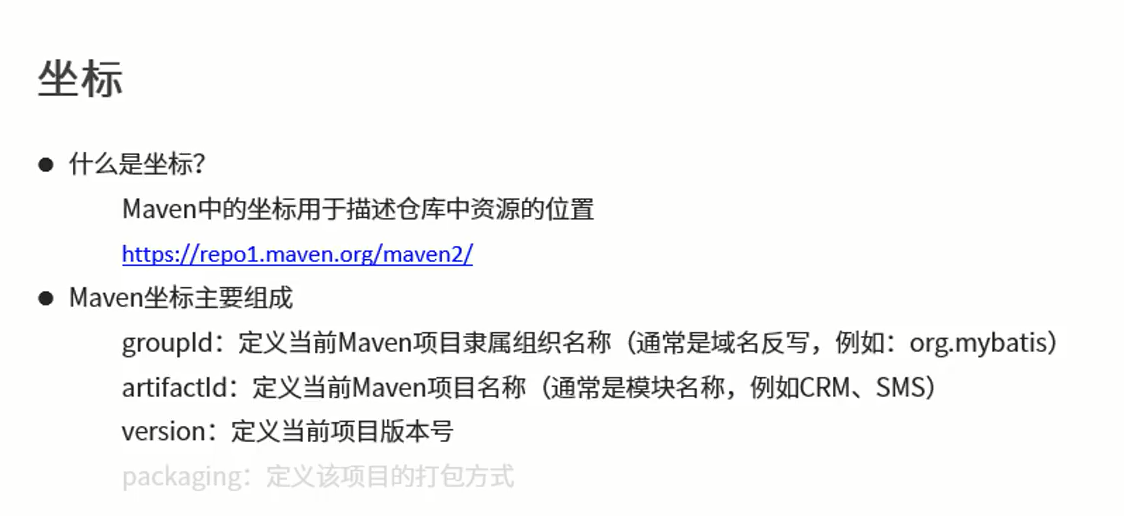 坐标
● 什么是坐标？
Maven中的坐标用于描述仓库中资源的位置
https://repo1.maven.org/maven2/
● Maven坐标主要组成
groupId：定义当前Maven项目隶属组织名称（通常是域名反写，例如：org.mybatis）
artifactId：定义当前Maven项目名称（通常是模块名称，例如CRM、SMS）
version：定义当前项目版本号
packaging：定义该项目的打包方式